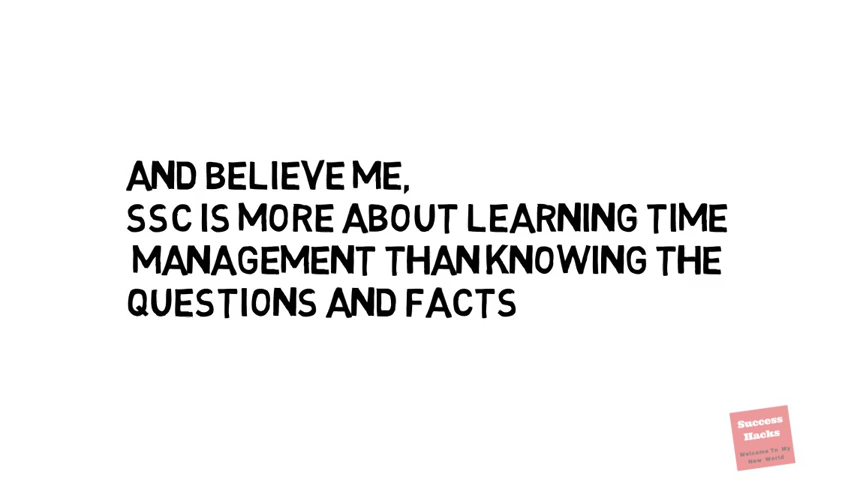 AND BELIEVE ME,
SSC IS MORE ABOUT LEARNING TIME
MANAGEMENT THAN KNOWING THE
QUESTIONS AND FACTS
Success
Hacks
Welcome To My
New World